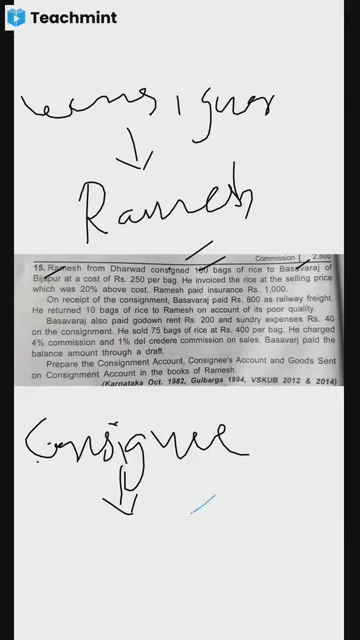 Teachmint
consignor
Ramesh
Commission 2,800
15. Ramesh from Dharwad consigned 100 bags of rice to Basavaraj of
Bijapur at a cost of Rs. 250 per bag. He invoiced the rice at the selling price
which was 20% above cost. Ramesh paid insurance Rs. 1,000.
On receipt of the consignment, Basavaraj paid Rs. 800 as railway freight.
He returned 10 bags of rice to Ramesh on account of its poor quality.
Basavaraj also paid godown rent Rs. 200 and sundry expenses Rs. 40
on the consignment. He sold 75 bags of rice at Rs. 400 per bag. He charged
4% commission and 1% del credere commission on sales. Basavaraj paid the
balance amount through a draft.
Prepare the Consignment Account, Consignee's Account and Goods Sent
on Consignment Account in the books of Ramesh.
(Karnataka Oct. 1982, Gulbarga 1994, VSKUB 2012 & 2014)
Consignee